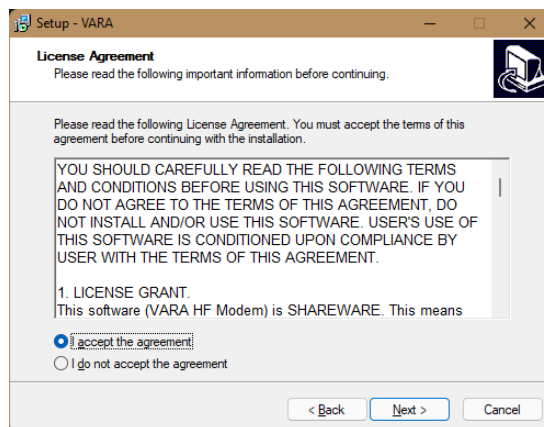 Setup - VARA
License Agreement
Please read the following important information before continuing.
Please read the following License Agreement. You must accept the terms of this
agreement before continuing with the installation.
YOU SHOULD CAREFULLY READ THE FOLLOWING TERMS
AND CONDITIONS BEFORE USING THIS SOFTWARE. IF YOU
DO NOT AGREE TO THE TERMS OF THIS AGREEMENT, DO
NOT INSTALL AND/OR USE THIS SOFTWARE. USER'S USE OF
THIS SOFTWARE IS CONDITIONED UPON COMPLIANCE BY
USER WITH THE TERMS OF THIS AGREEMENT.
1. LICENSE GRANT.
This software (VARA HF Modem) is SHAREWARE. This means
I accept the agreement
I do not accept the agreement
< Back
Next >
Cancel